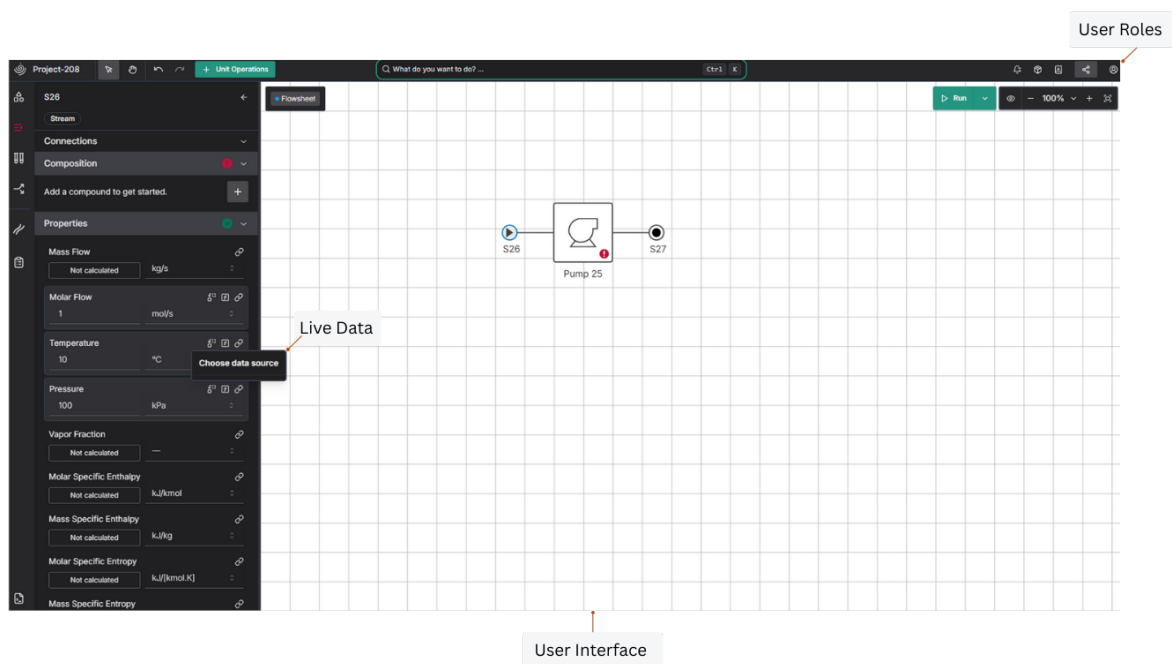 User Roles
Project-208
+ Unit Operations
What do you want to do? ...
Ctrl K
S26
Stream
Flowsheet
Run
− 100% +
Connections
Composition
Add a compound to get started.
+
Properties
Mass Flow
Not calculated kg/s
Molar Flow
1 mol/s
Temperature
10 °C
Choose data source
Live Data
Pressure
100 kPa
Vapor Fraction
Not calculated —
Molar Specific Enthalpy
Not calculated kJ/kmol
Mass Specific Enthalpy
Not calculated kJ/kg
Molar Specific Entropy
Not calculated kJ/[kmol.K]
Mass Specific Entropy
S26
S27
Pump 25
User Interface